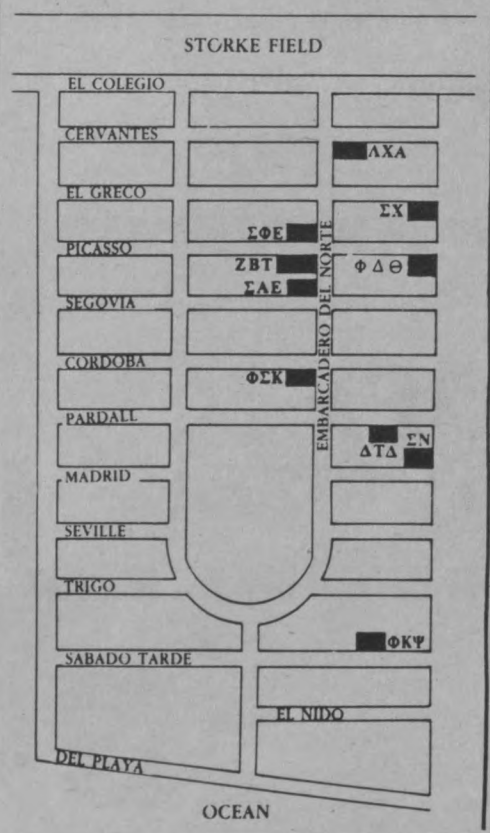 STORKE FIELD
EL COLEGIO
CERVANTES
ΛΧΑ
EL GRECO
ΣΧ
ΣΦΕ
PICASSO
ΖΒΤ
ΦΔΘ
ΣΑΕ
EMBARCADERO DEL NORTE
SEGOVIA
CORDOBA
ΦΣΚ
PARDALL
ΣΝ
ΔΤΔ
MADRID
SEVILLE
TRIGO
ΦΚΨ
SABADO TARDE
EL NIDO
DEL PLAYA
OCEAN